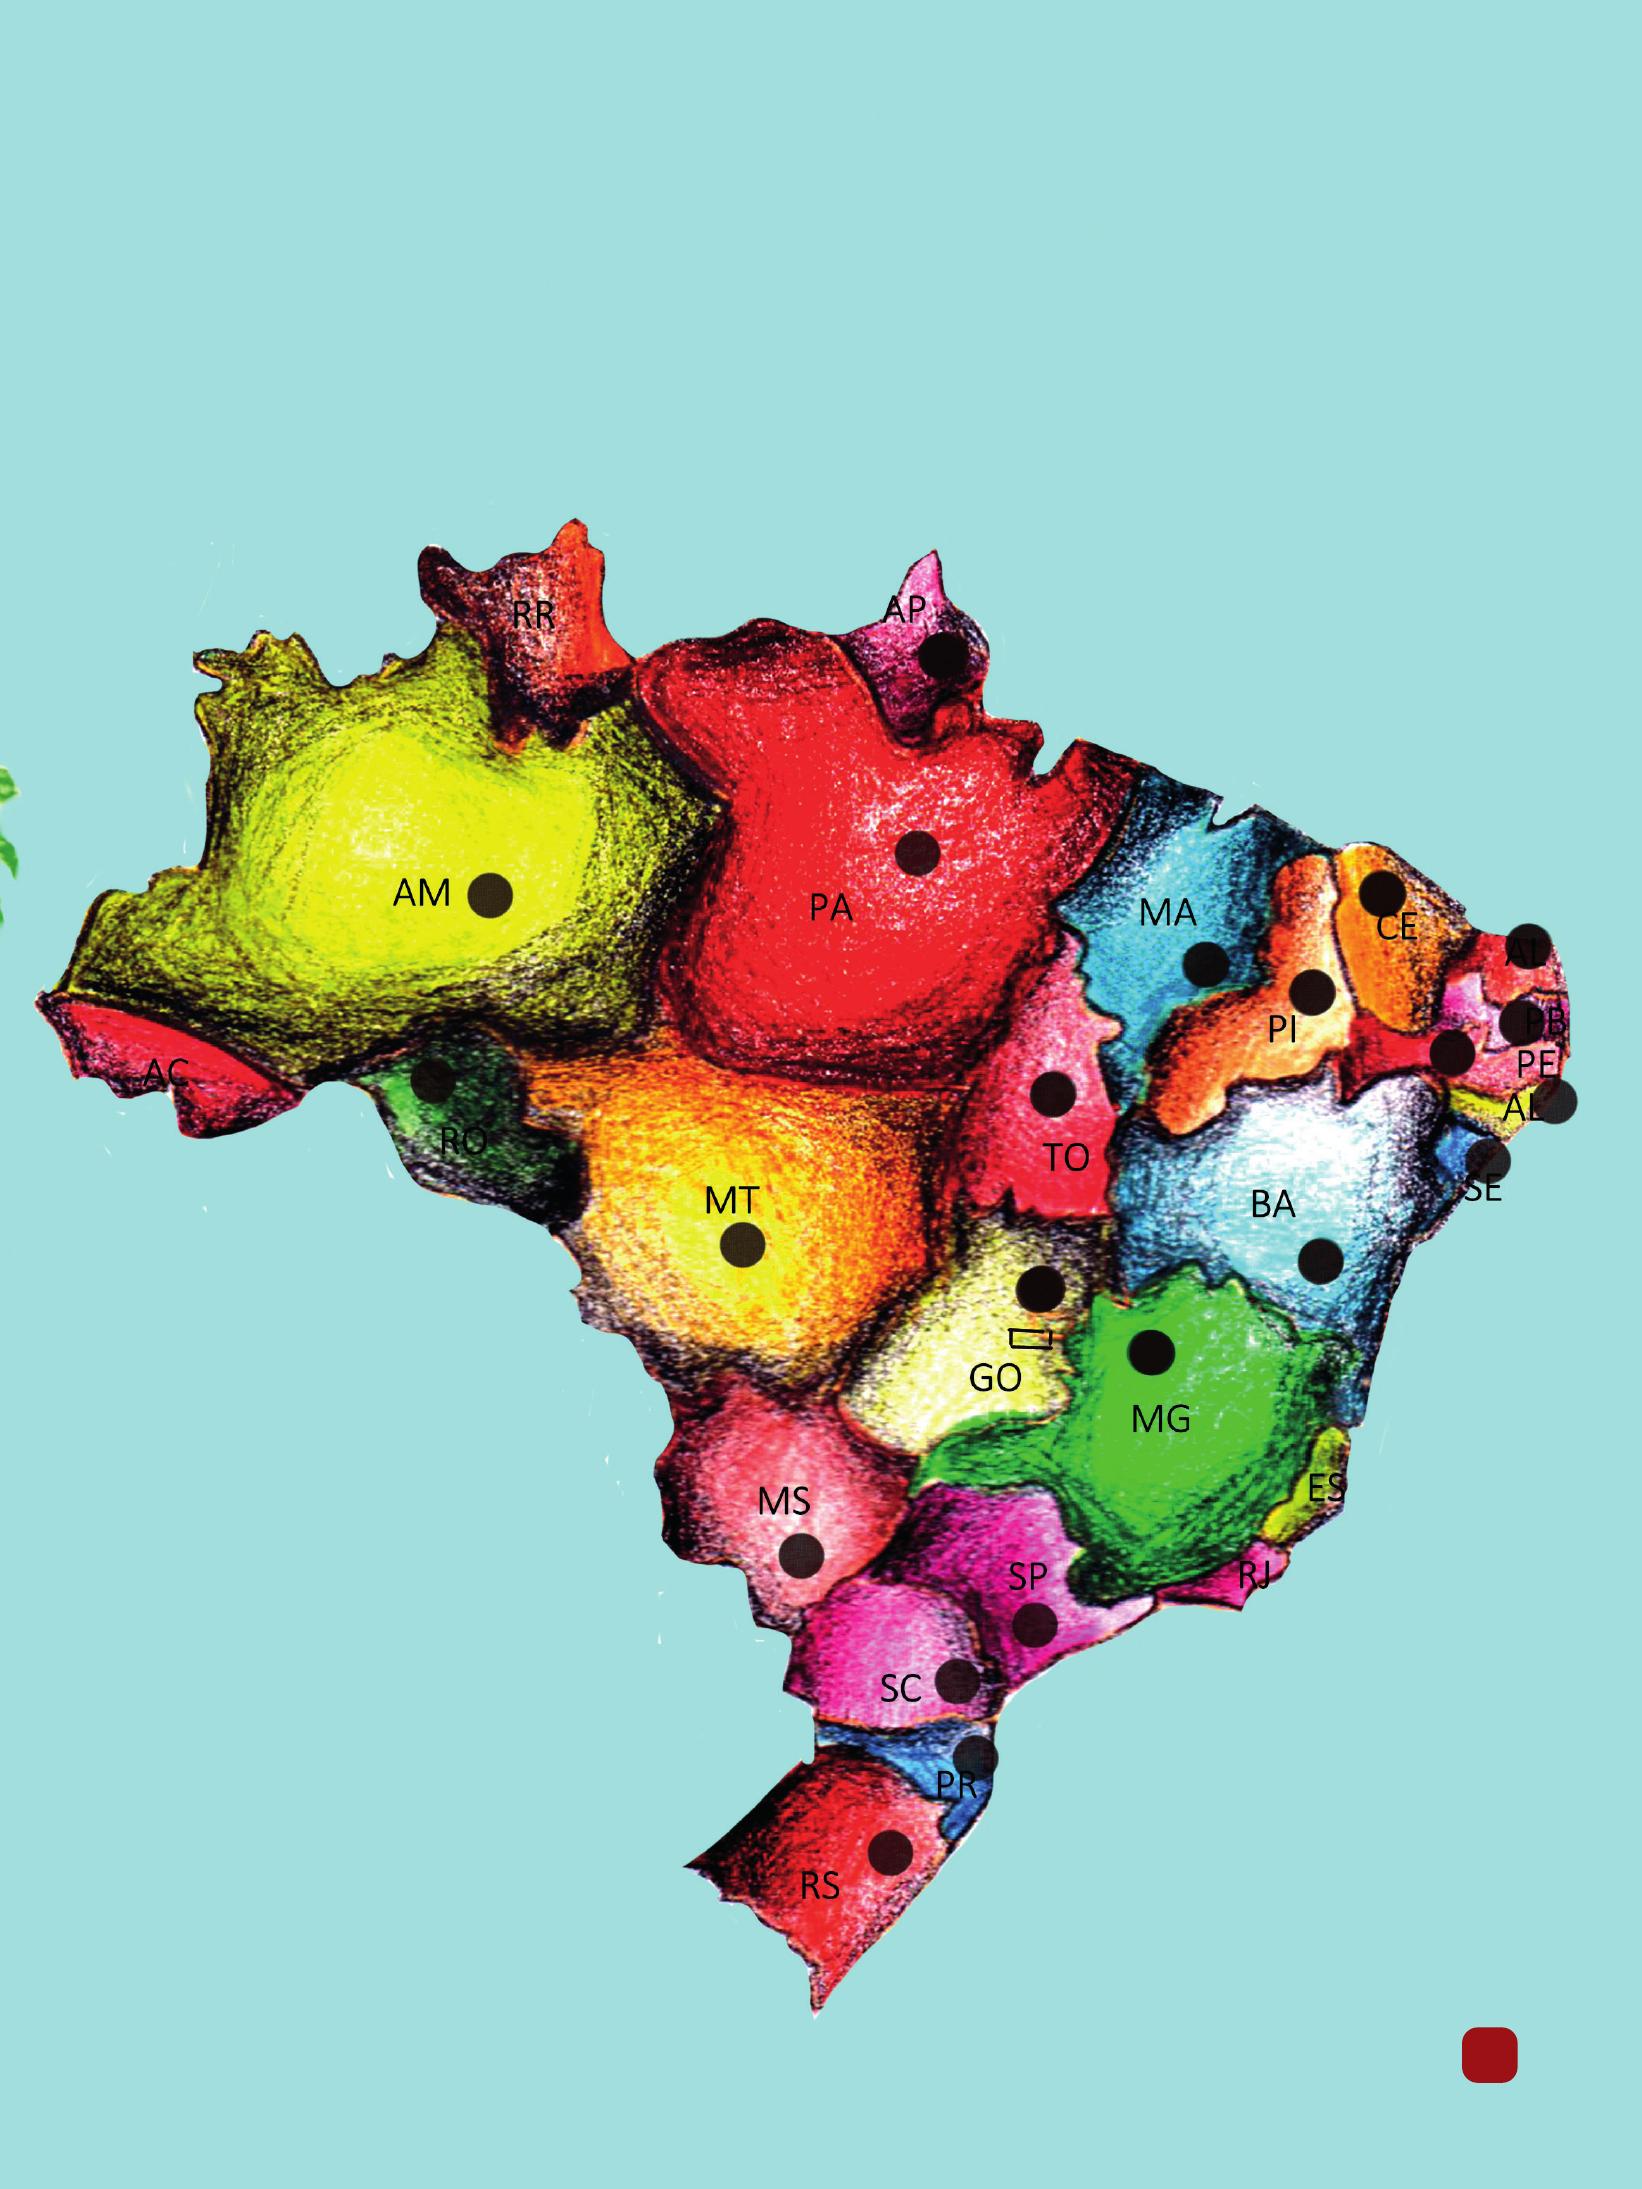 RR
AP
AM
PA
MA
CE
AL
PI
PB
PE
AC
AL
RO
TO
SE
MT
BA
GO
MG
ES
MS
RJ
SP
SC
PR
RS